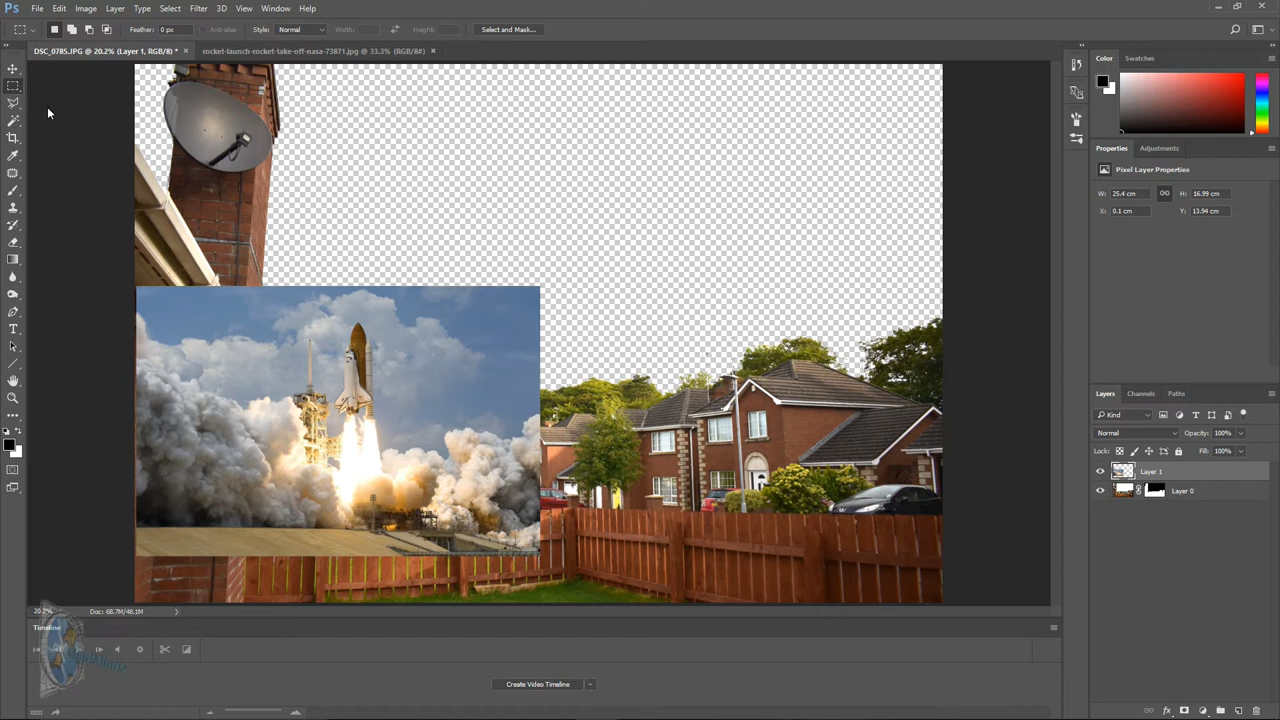 Ps File Edit Image Layer Type Select Filter 3D View Window Help
Feather: 0 px Anti-alias Style: Normal Width: Height: Select and Mask...
DSC_0785.JPG @ 20.2% (Layer 1, RGB/8) * × rocket-launch-rocket-take-off-nasa-73871.jpg @ 33.3% (RGB/8#) ×
Color Swatches
Properties Adjustments
Pixel Layer Properties
W: 25.4 cm H: 16.99 cm
X: 0.1 cm Y: 13.94 cm
Layers Channels Paths
Kind
Normal Opacity: 100%
Lock: Fill: 100%
Layer 1
Layer 0
20.2% Doc: 68.7M/48.1M
Timeline
Create Video Timeline